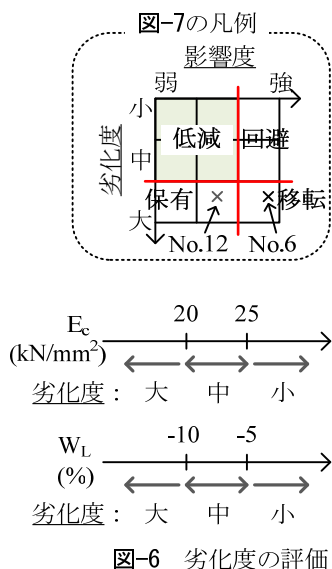 図-7の凡例
影響度
弱 強
小
低減 回避
劣化度
中
保有 × ×移転
大
No.12 No.6
20 25
Ec
(kN/mm²)
劣化度： 大 中 小
-10 -5
WL
(%)
劣化度： 大 中 小
図-6 劣化度の評価